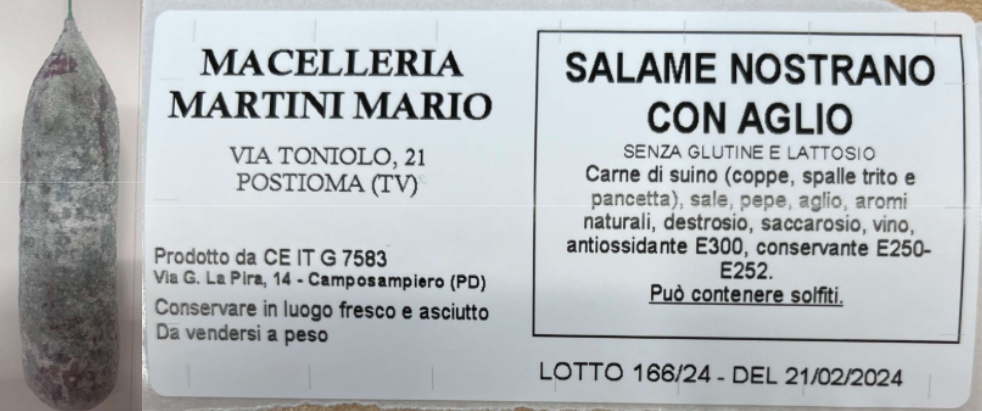 MACELLERIA
MARTINI MARIO
VIA TONIOLO, 21
POSTIOMA (TV)
Prodotto da CE IT G 7583
Via G. La Pira, 14 - Camposampiero (PD)
Conservare in luogo fresco e asciutto
Da vendersi a peso
SALAME NOSTRANO
CON AGLIO
SENZA GLUTINE E LATTOSIO
Carne di suino (coppe, spalle trito e
pancetta), sale, pepe, aglio, aromi
naturali, destrosio, saccarosio, vino,
antiossidante E300, conservante E250-
E252.
Può contenere solfiti.
LOTTO 166/24 - DEL 21/02/2024